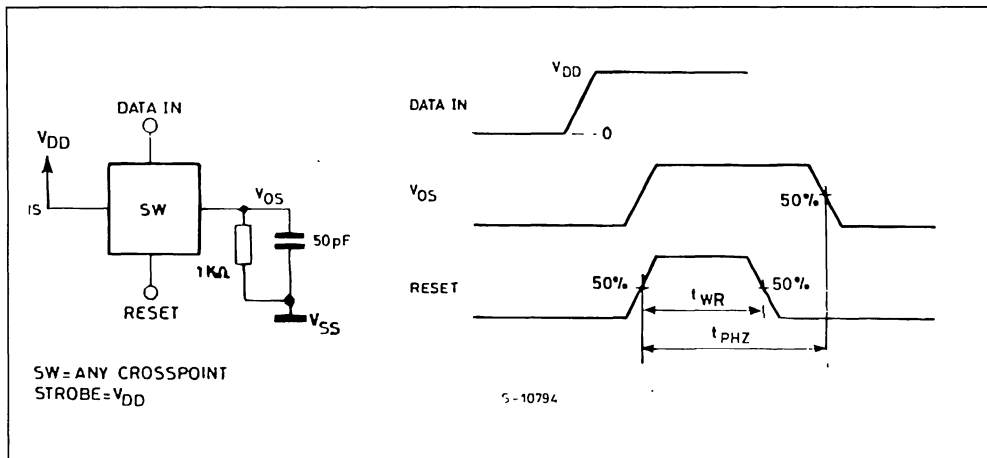 DATA IN
VDD
IS
SW
VOS
50pF
1KΩ
RESET
VSS
SW=ANY CROSSPOINT
STROBE=VDD
VDD
DATA IN
0
VOS
50%
RESET
50%
50%
tWR
tPHZ
S-10794